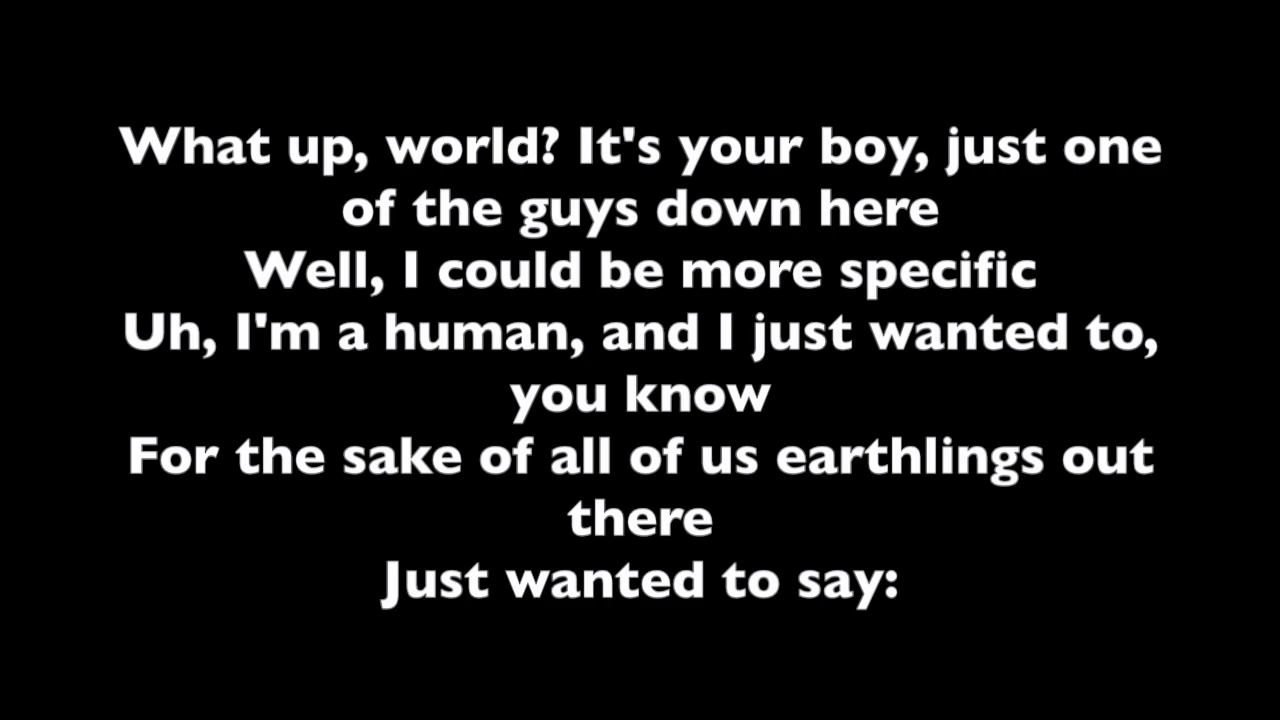 What up, world? It's your boy, just one
of the guys down here
Well, I could be more specific
Uh, I'm a human, and I just wanted to,
you know
For the sake of all of us earthlings out
there
Just wanted to say: